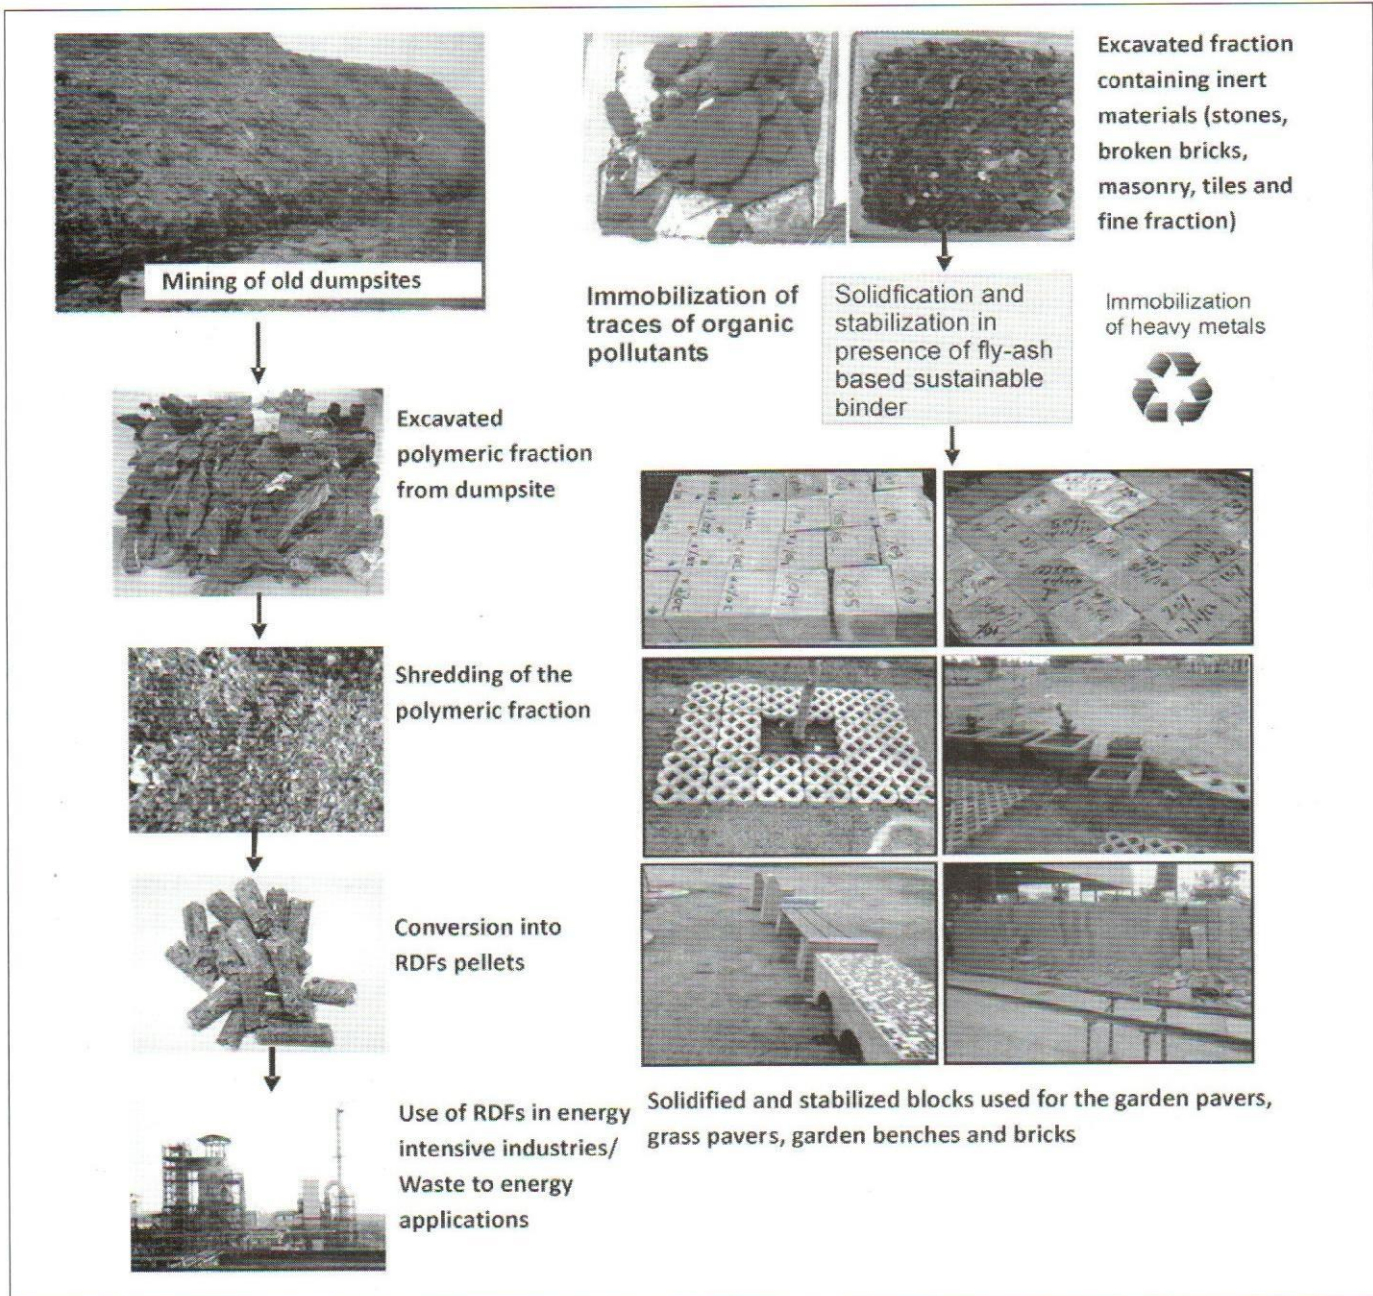 Mining of old dumpsites
Excavated
polymeric fraction
from dumpsite
Shredding of the
polymeric fraction
Conversion into
RDFs pellets
Use of RDFs in energy
intensive industries/
Waste to energy
applications
Excavated fraction
containing inert
materials (stones,
broken bricks,
masonry, tiles and
fine fraction)
Immobilization of
traces of organic
pollutants
Solidfication and
stabilization in
presence of fly-ash
based sustainable
binder
Immobilization
of heavy metals
Solidified and stabilized blocks used for the garden pavers,
grass pavers, garden benches and bricks